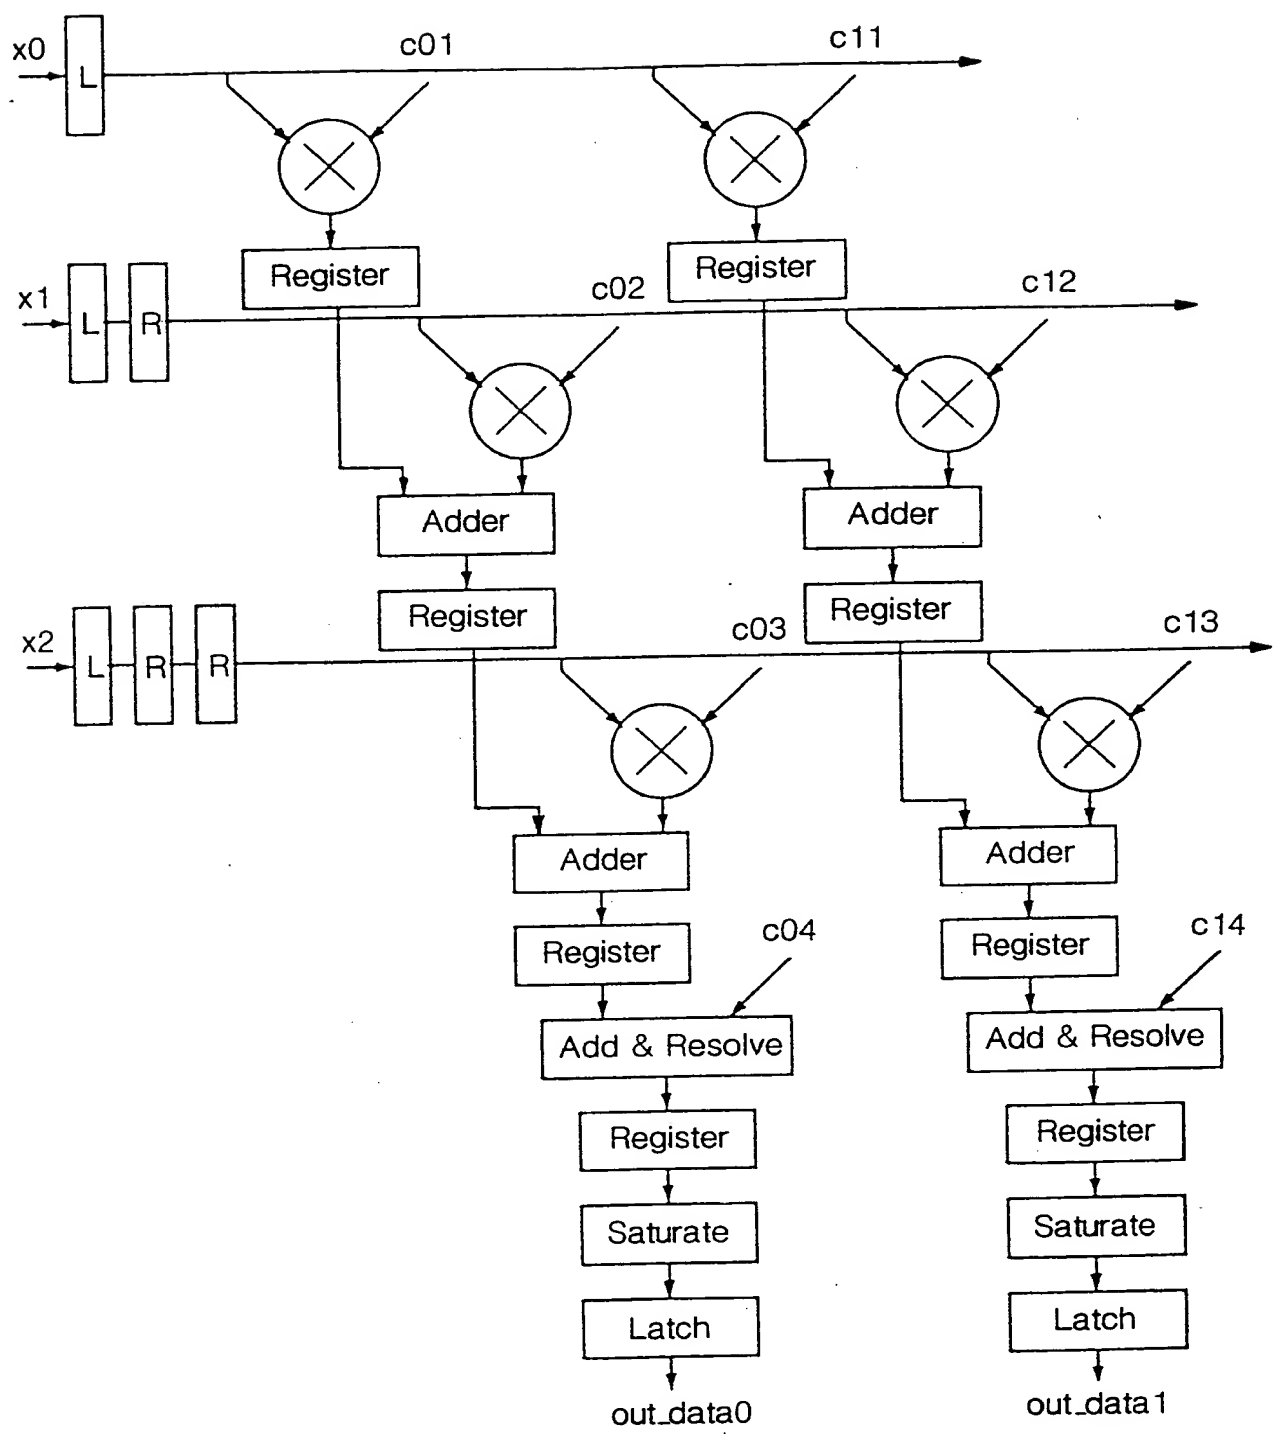 x0
L
c01
c11
Register
Register
x1
L
R
c02
c12
Adder
Adder
Register
Register
x2
L
R
R
c03
c13
Adder
Adder
Register
Register
c04
c14
Add & Resolve
Add & Resolve
Register
Register
Saturate
Saturate
Latch
Latch
out_data0
out_data1